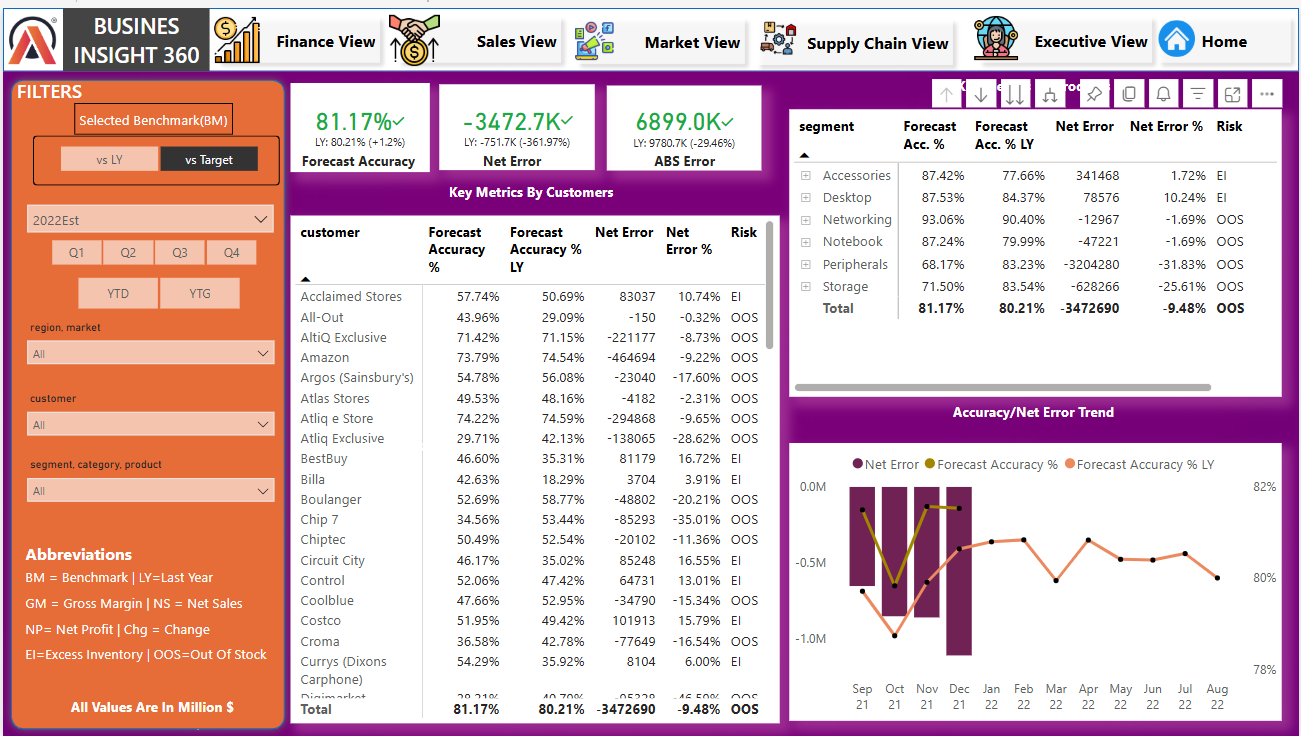 BUSINES
INSIGHT 360
Finance View
Sales View
Market View
Supply Chain View
Executive View
Home
FILTERS
Selected Benchmark(BM)
vs LY
vs Target
2022Est
Q1
Q2
Q3
Q4
YTD
YTG
region, market
All
customer
All
segment, category, product
All
Abbreviations
BM = Benchmark | LY=Last Year
GM = Gross Margin | NS = Net Sales
NP= Net Profit | Chg = Change
EI=Excess Inventory | OOS=Out Of Stock
All Values Are In Million $
81.17%✓
LY: 80.21% (+1.2%)
Forecast Accuracy
-3472.7K✓
LY: -751.7K (-361.97%)
Net Error
6899.0K✓
LY: 9780.7K (-29.46%)
ABS Error
Key Metrics By Customers
customer Forecast Accuracy % Forecast Accuracy % LY Net Error Net Error % Risk
Acclaimed Stores 57.74% 50.69% 83037 10.74% EI
All-Out 43.96% 29.09% -150 -0.32% OOS
AltiQ Exclusive 71.42% 71.15% -221177 -8.73% OOS
Amazon 73.79% 74.54% -464694 -9.22% OOS
Argos (Sainsbury's) 54.78% 56.08% -23040 -17.60% OOS
Atlas Stores 49.53% 48.16% -4182 -2.31% OOS
Atliq e Store 74.22% 74.59% -294868 -9.65% OOS
Atliq Exclusive 29.71% 42.13% -138065 -28.62% OOS
BestBuy 46.60% 35.31% 81179 16.72% EI
Billa 42.63% 18.29% 3704 3.91% EI
Boulanger 52.69% 58.77% -48802 -20.21% OOS
Chip 7 34.56% 53.44% -85293 -35.01% OOS
Chiptec 50.49% 52.54% -20102 -11.36% OOS
Circuit City 46.17% 35.02% 85248 16.55% EI
Control 52.06% 47.42% 64731 13.01% EI
Coolblue 47.66% 52.95% -34790 -15.34% OOS
Costco 51.95% 49.42% 101913 15.79% EI
Croma 36.58% 42.78% -77649 -16.54% OOS
Currys (Dixons Carphone) 54.29% 35.92% 8104 6.00% EI
Total 81.17% 80.21% -3472690 -9.48% OOS
segment Forecast Acc. % Forecast Acc. % LY Net Error Net Error % Risk
Accessories 87.42% 77.66% 341468 1.72% EI
Desktop 87.53% 84.37% 78576 10.24% EI
Networking 93.06% 90.40% -12967 -1.69% OOS
Notebook 87.24% 79.99% -47221 -1.69% OOS
Peripherals 68.17% 83.23% -3204280 -31.83% OOS
Storage 71.50% 83.54% -628266 -25.61% OOS
Total 81.17% 80.21% -3472690 -9.48% OOS
Accuracy/Net Error Trend
Net Error Forecast Accuracy % Forecast Accuracy % LY
0.0M
-0.5M
-1.0M
82%
80%
78%
Sep 21 Oct 21 Nov 21 Dec 21 Jan 22 Feb 22 Mar 22 Apr 22 May 22 Jun 22 Jul 22 Aug 22